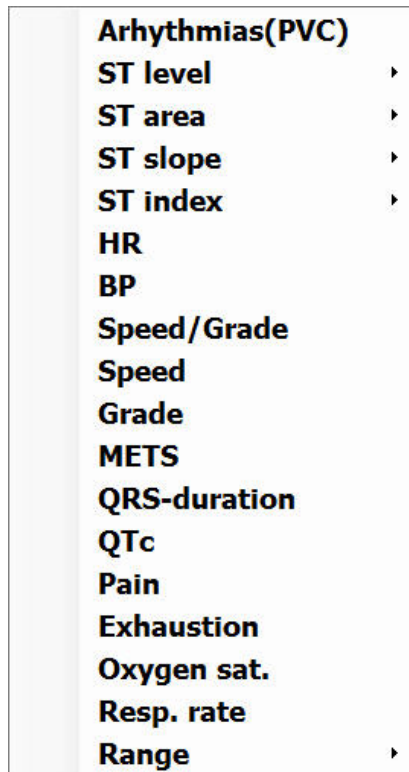 Arhythmias(PVC)
ST level
ST area
ST slope
ST index
HR
BP
Speed/Grade
Speed
Grade
METS
QRS-duration
QTc
Pain
Exhaustion
Oxygen sat.
Resp. rate
Range